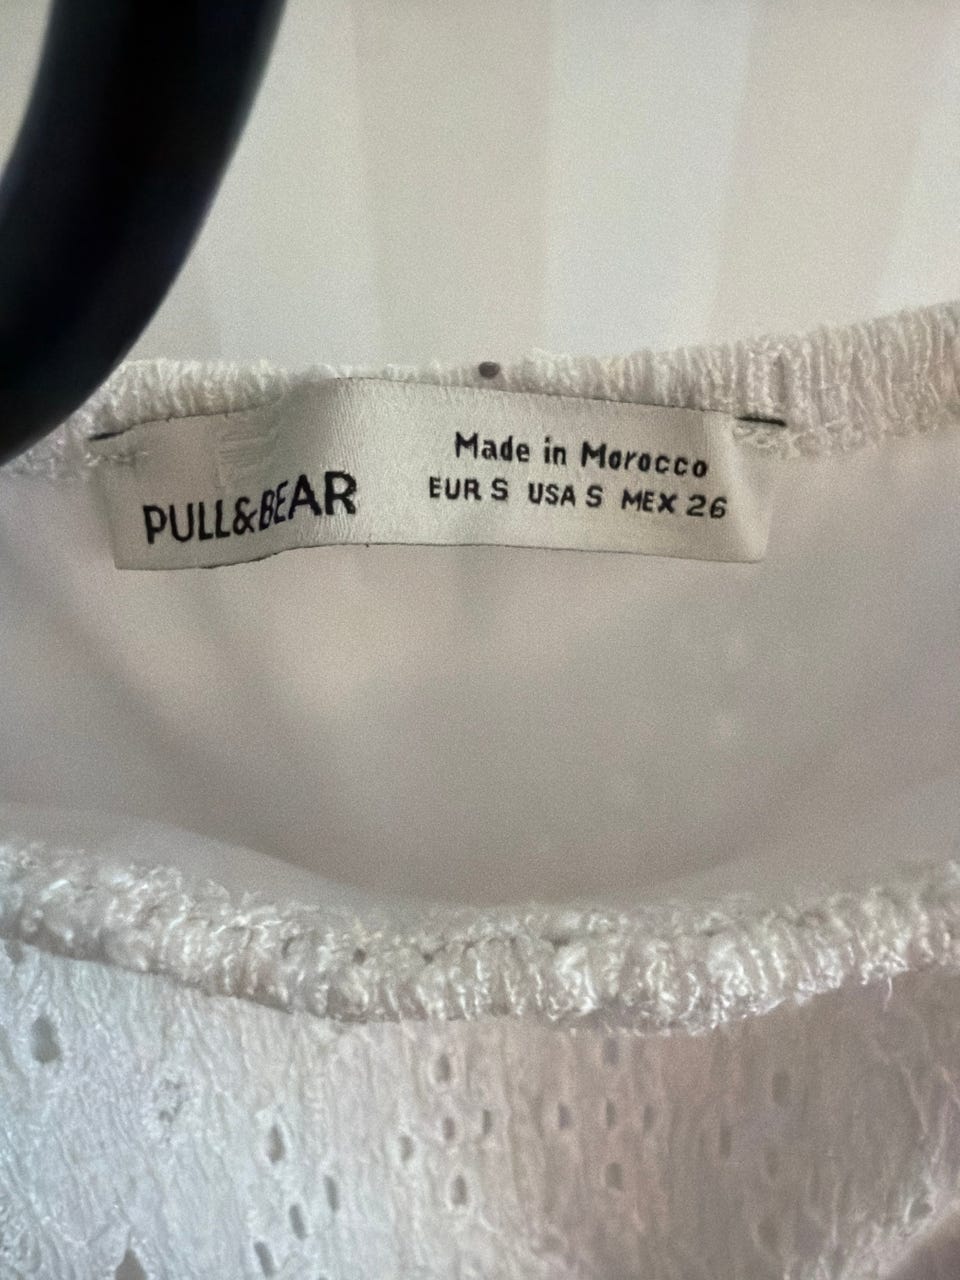 PULL&BEAR
Made in Morocco
EUR S USA S MEX 26